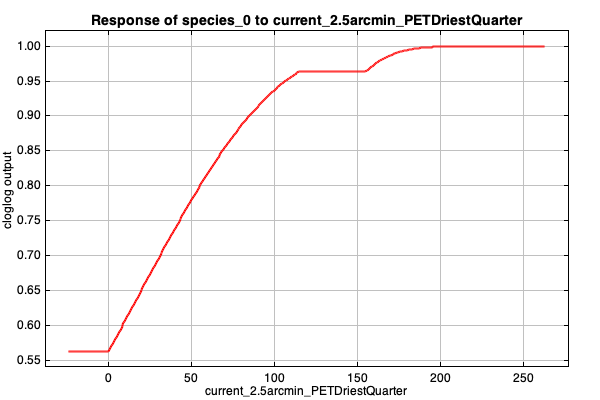 Response of species_0 to current_2.5arcmin_PETDriestQuarter
cloglog output
1.00
0.95
0.90
0.85
0.80
0.75
0.70
0.65
0.60
0.55
0 50 100 150 200 250
current_2.5arcmin_PETDriestQuarter